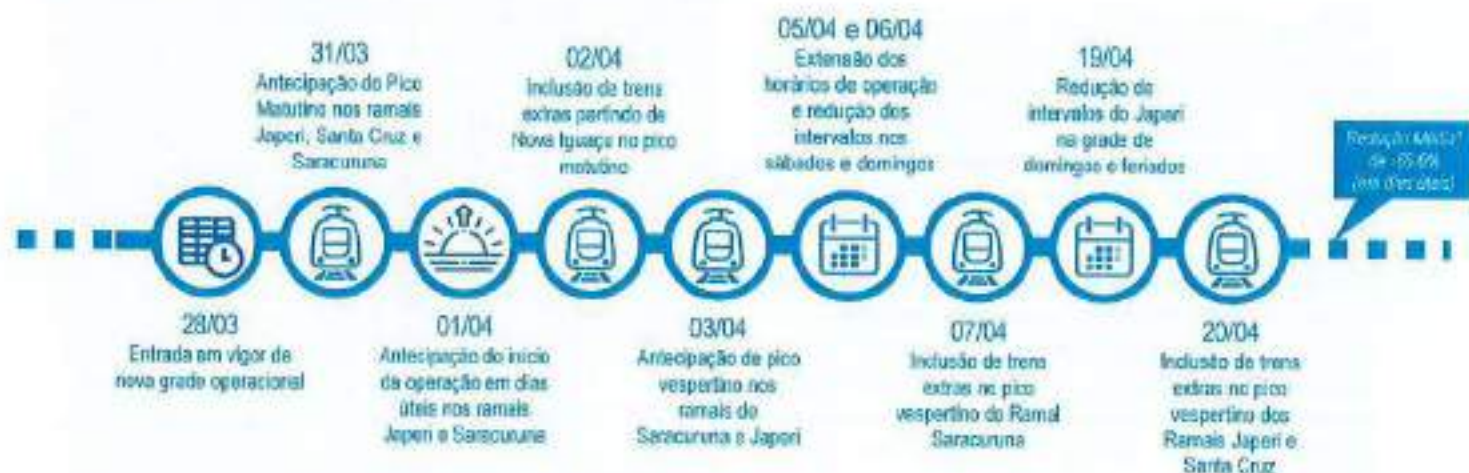 28/03
Entrada em vigor de
nova grade operacional
31/03
Antecipação do Pico
Matutino nos ramais
Japeri, Santa Cruz e
Saracuruna
01/04
Antecipação do início
da operação em dias
úteis nos ramais
Japeri e Saracuruna
02/04
Inclusão de trens
extras partindo de
Nova Iguaçu no pico
matutino
03/04
Antecipação de pico
vespertino nos
ramais do
Saracuruna e Japeri
05/04 e 06/04
Extensão dos
horários de operação
e redução dos
intervalos nos
sábados e domingos
07/04
Inclusão de trens
extras no pico
vespertino do Ramal
Saracuruna
19/04
Redução de
intervalos do Japeri
na grade de
domingos e feriados
20/04
Inclusão de trens
extras no pico
vespertino dos
Ramais Japeri e
Santa Cruz
Redução
de
(em dias úteis)